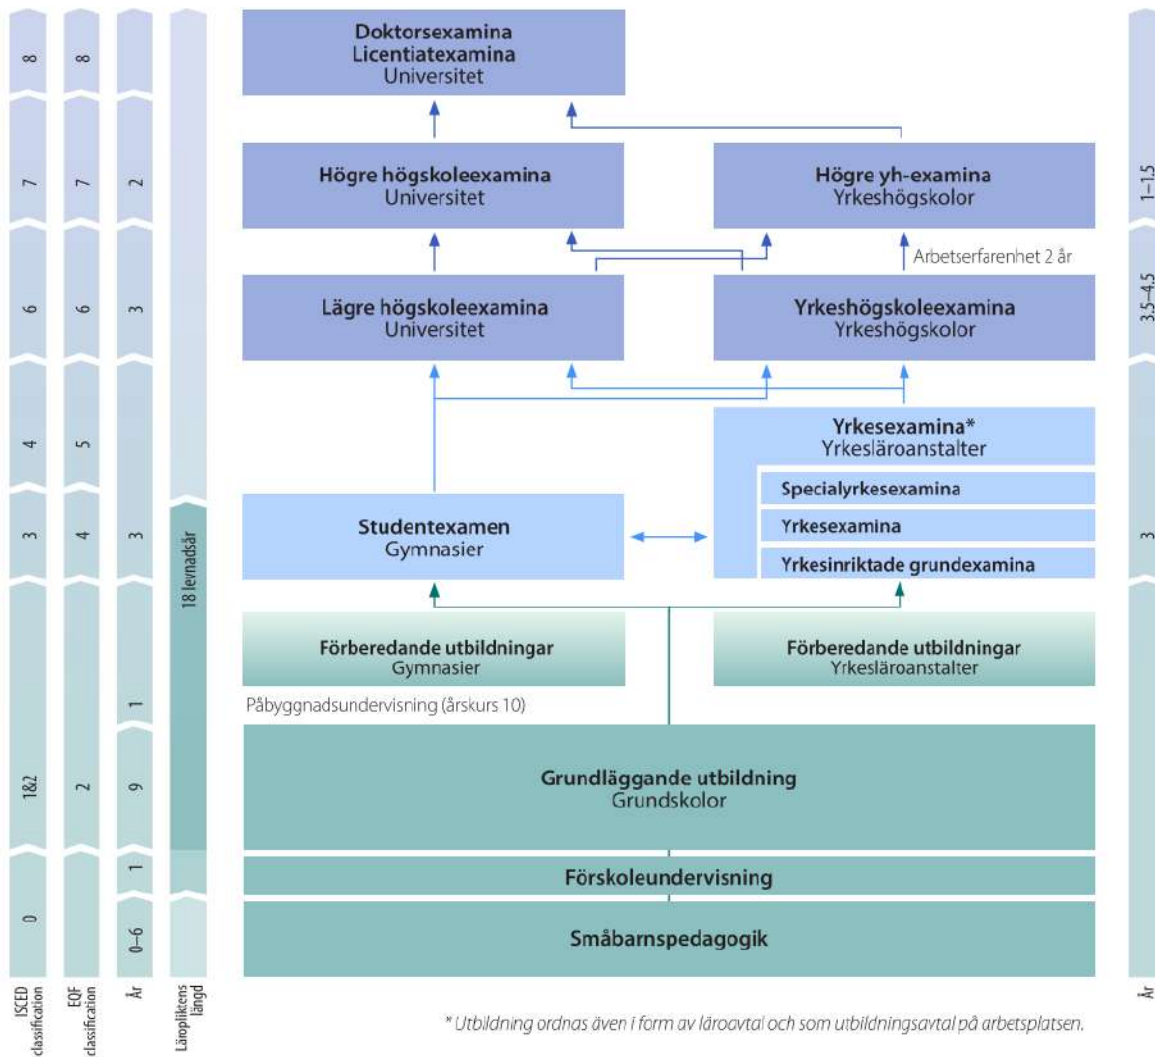 Doktorsexamina
Licentiatexamina
Universitet
Högre högskoleexamina
Universitet
Högre yh-examina
Yrkeshögskolor
Arbetserfarenhet 2 år
Lägre högskoleexamina
Universitet
Yrkeshögskoleexamina
Yrkeshögskolor
Yrkesexamina*
Yrkesläroanstalter
Specialyrkesexamina
Yrkesexamina
Yrkesinriktade grundexamina
Studentexamen
Gymnasier
Förberedande utbildningar
Gymnasier
Förberedande utbildningar
Yrkesläroanstalter
Påbyggnadsundervisning (årskurs 10)
Grundläggande utbildning
Grundskolor
Förskoleundervisning
Småbarnspedagogik
* Utbildning ordnas även i form av läroavtal och som utbildningsavtal på arbetsplatsen.
8
7
6
4
3
1&2
0
ISCED
classification
8
7
6
5
4
2
EQF
classification
2
3
3
1
9
1
0–6
År
18 levnadsår
Läropliktens
längd
1–1.5
3.5–4.5
3
År